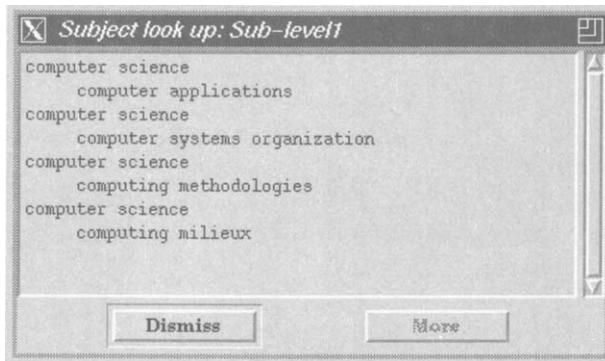 Subject look up: Sub-level1
computer science
computer applications
computer science
computer systems organization
computer science
computing methodologies
computer science
computing milieux
Dismiss
More